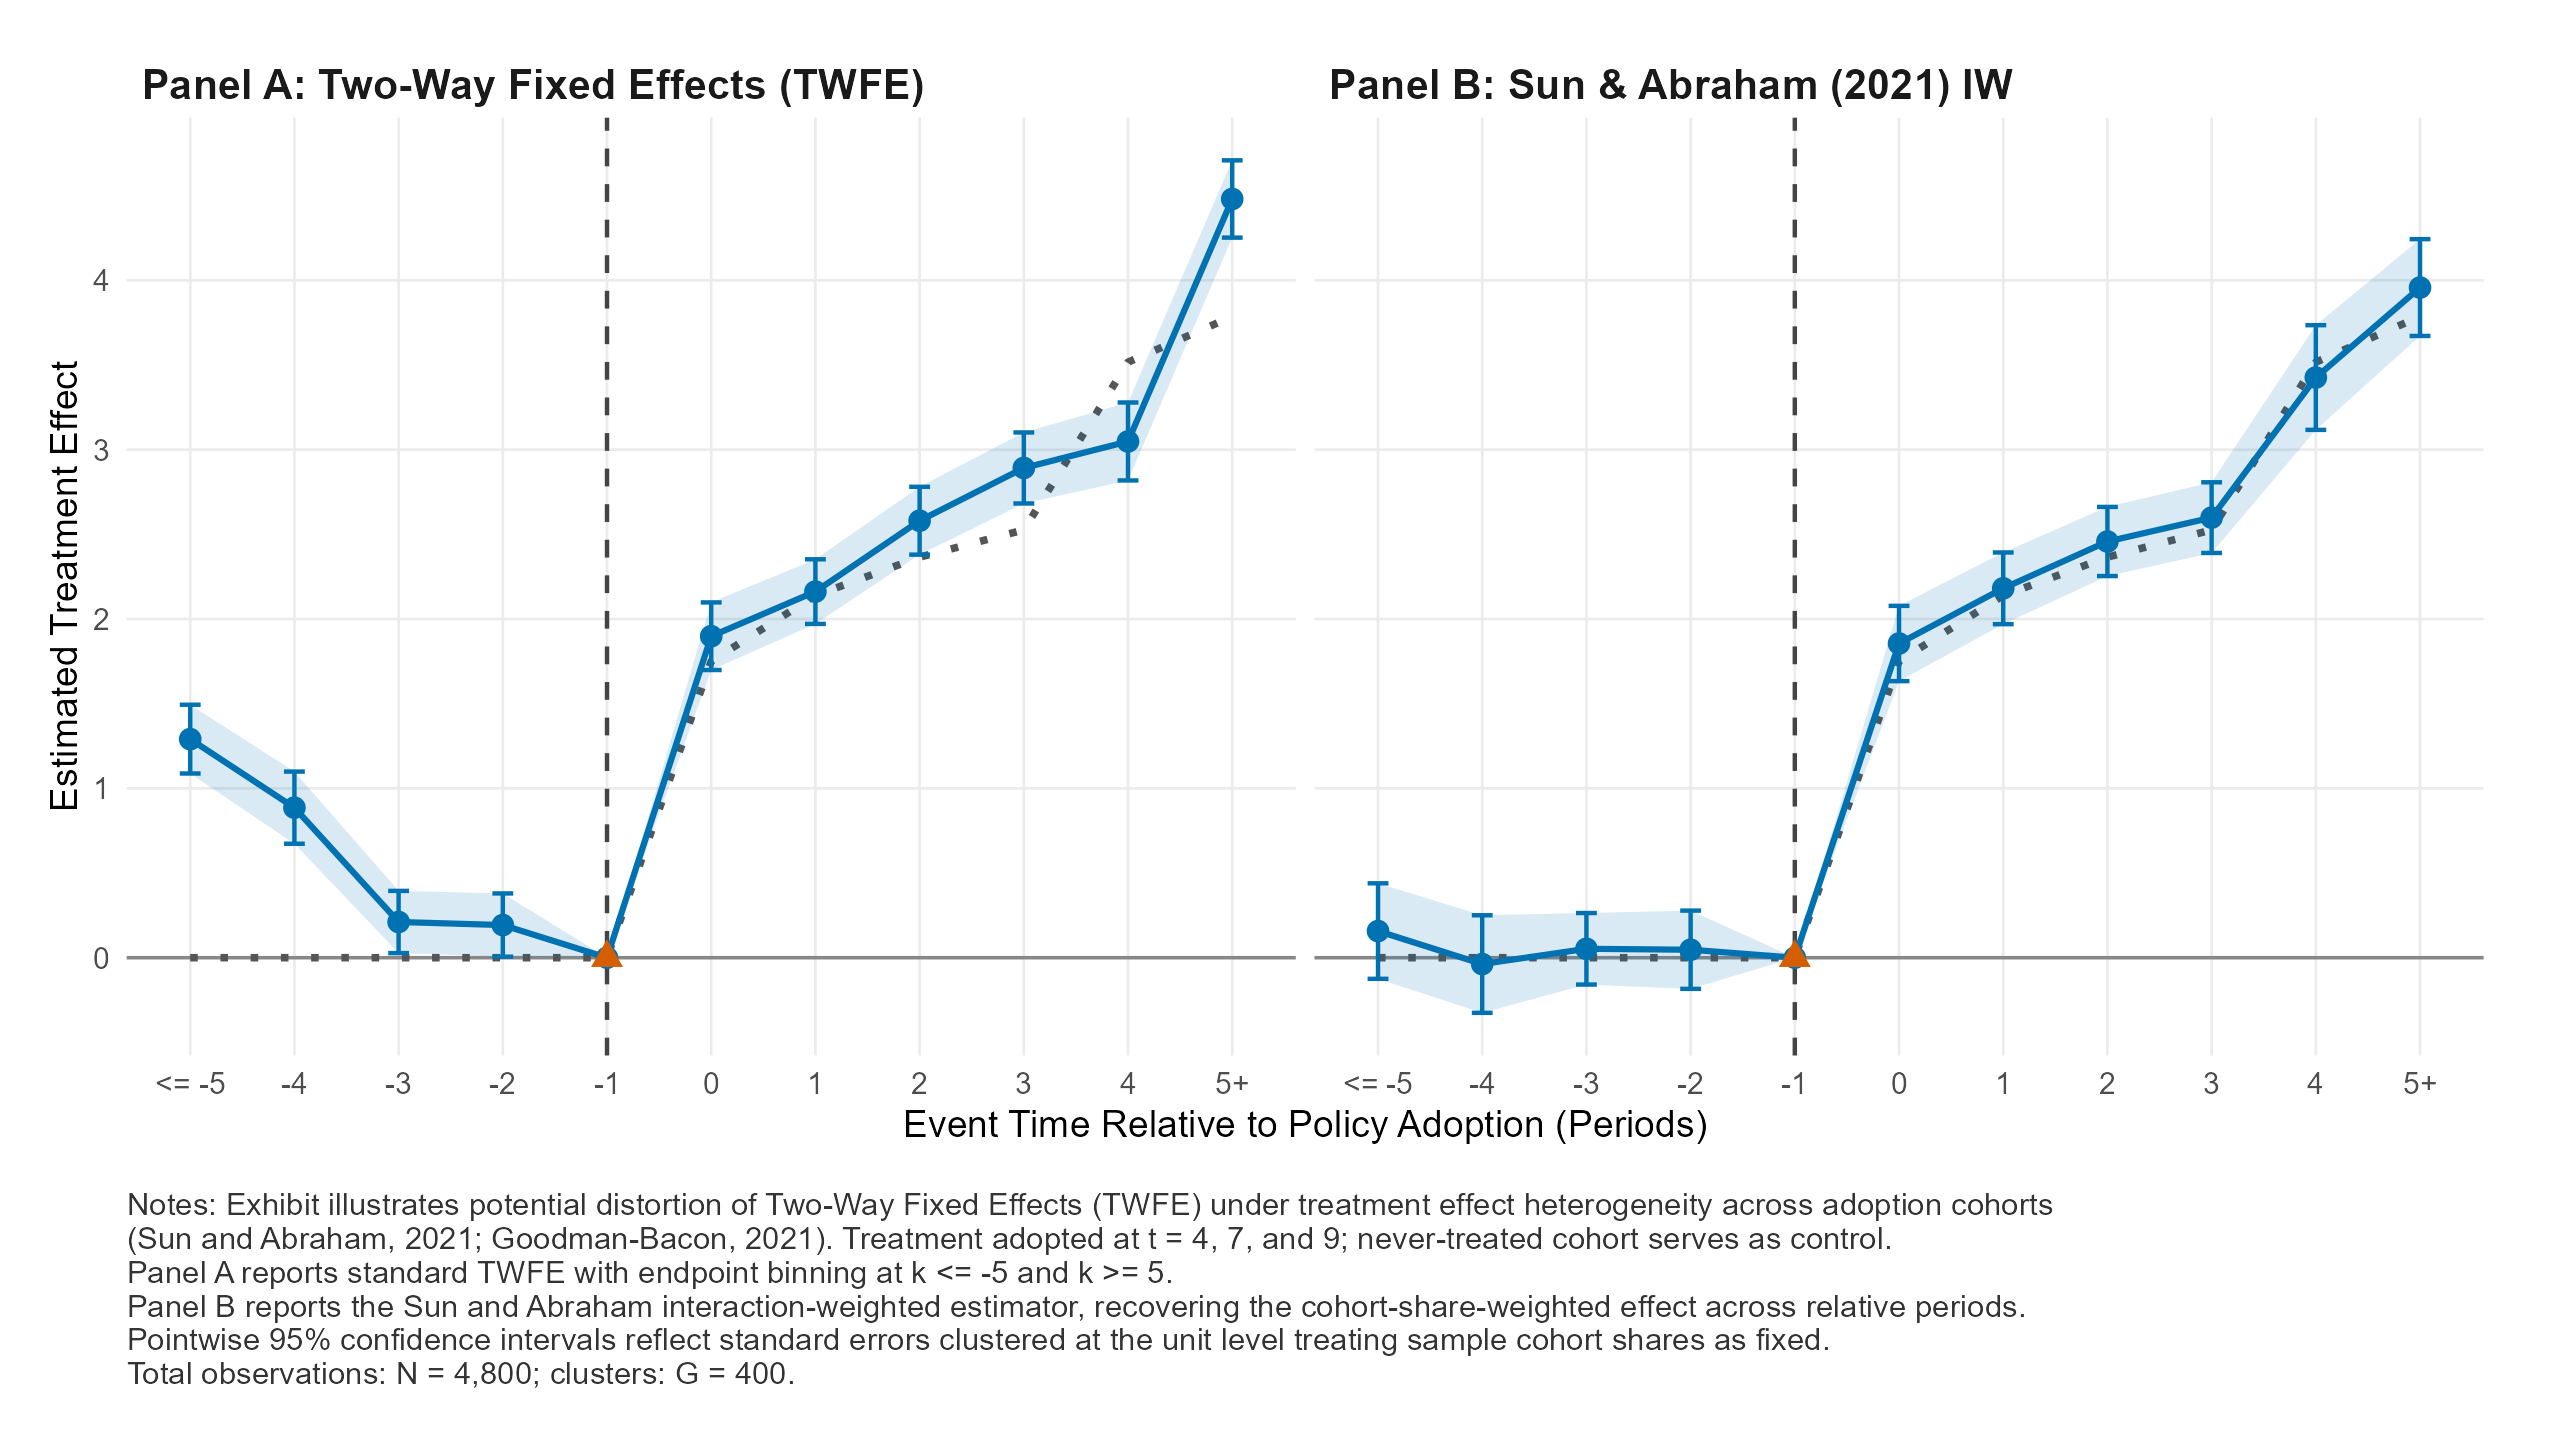 Panel A: Two-Way Fixed Effects (TWFE)
Panel B: Sun & Abraham (2021) IW
Estimated Treatment Effect
4
3
2
1
0
<= -5 -4 -3 -2 -1 0 1 2 3 4 5+
<= -5 -4 -3 -2 -1 0 1 2 3 4 5+
Event Time Relative to Policy Adoption (Periods)
Notes: Exhibit illustrates potential distortion of Two-Way Fixed Effects (TWFE) under treatment effect heterogeneity across adoption cohorts
(Sun and Abraham, 2021; Goodman-Bacon, 2021). Treatment adopted at t = 4, 7, and 9; never-treated cohort serves as control.
Panel A reports standard TWFE with endpoint binning at k <= -5 and k >= 5.
Panel B reports the Sun and Abraham interaction-weighted estimator, recovering the cohort-share-weighted effect across relative periods.
Pointwise 95% confidence intervals reflect standard errors clustered at the unit level treating sample cohort shares as fixed.
Total observations: N = 4,800; clusters: G = 400.